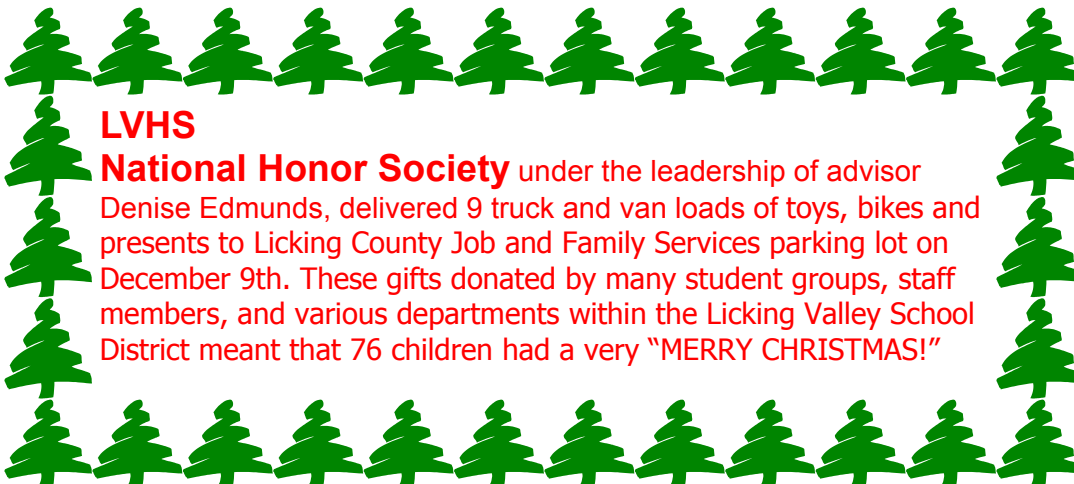 LVHS
National Honor Society under the leadership of advisor
Denise Edmunds, delivered 9 truck and van loads of toys, bikes and
presents to Licking County Job and Family Services parking lot on
December 9th. These gifts donated by many student groups, staff
members, and various departments within the Licking Valley School
District meant that 76 children had a very “MERRY CHRISTMAS!”